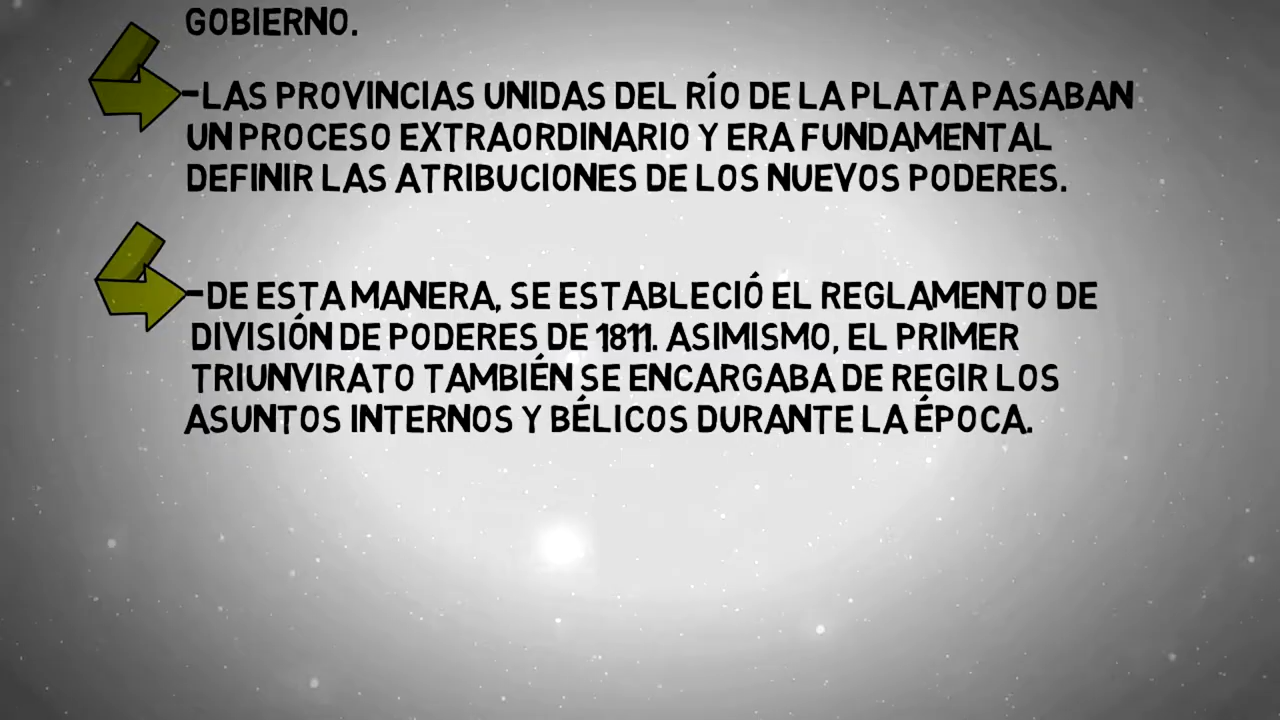 GOBIERNO.
-LAS PROVINCIAS UNIDAS DEL RÍO DE LA PLATA PASABAN
UN PROCESO EXTRAORDINARIO Y ERA FUNDAMENTAL
DEFINIR LAS ATRIBUCIONES DE LOS NUEVOS PODERES.
-DE ESTA MANERA, SE ESTABLECIÓ EL REGLAMENTO DE
DIVISIÓN DE PODERES DE 1811. ASIMISMO, EL PRIMER
TRIUNVIRATO TAMBIÉN SE ENCARGABA DE REGIR LOS
ASUNTOS INTERNOS Y BÉLICOS DURANTE LA ÉPOCA.